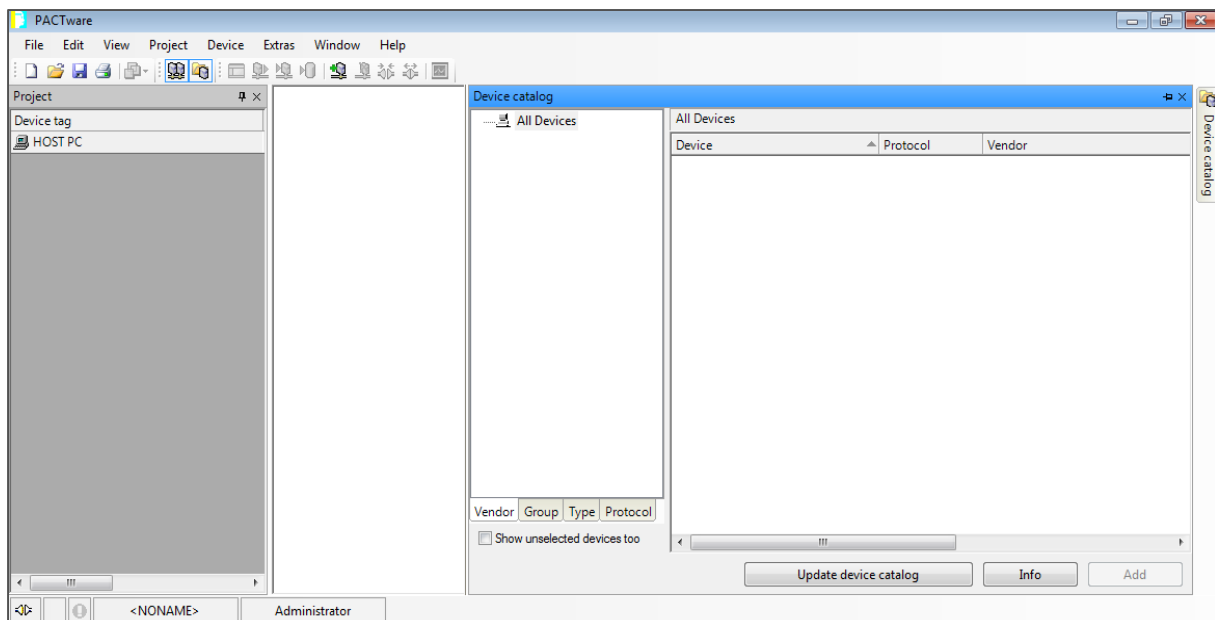 PACTware
File Edit View Project Device Extras Window Help
Project
Device tag
HOST PC
Device catalog
All Devices
All Devices
Device Protocol Vendor
Vendor Group Type Protocol
Show unselected devices too
Update device catalog Info Add
Device catalog
<NONAME> Administrator